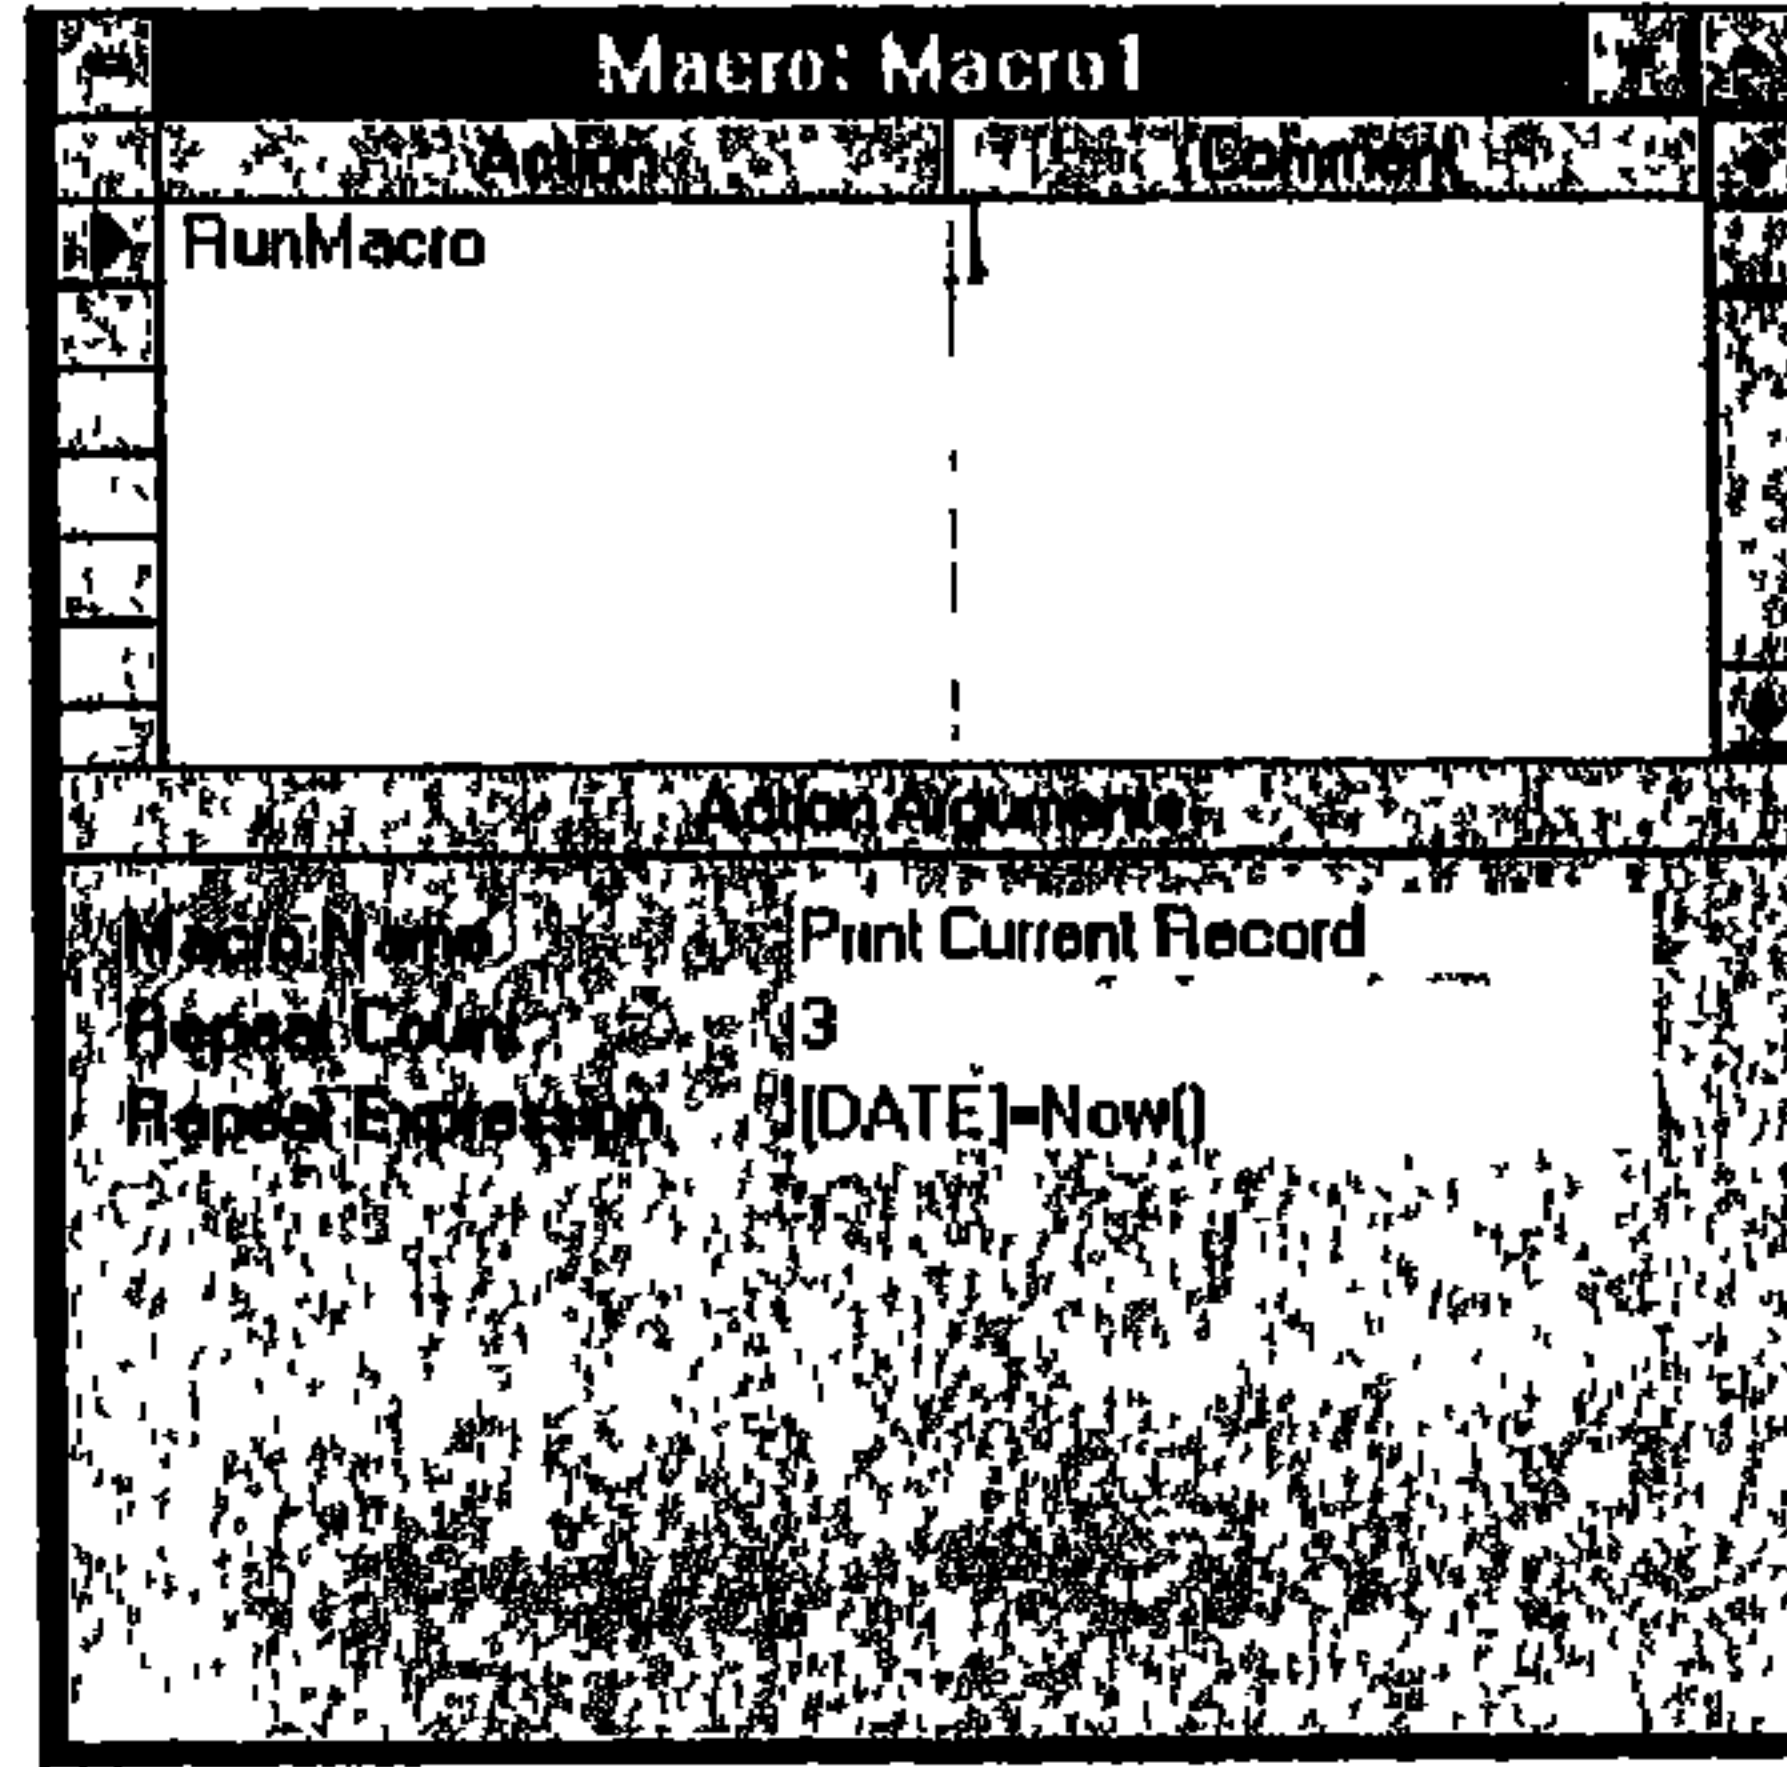 Macro: Macro1
Action Comment
RunMacro
Action Arguments
Macro Name Print Current Record
Repeat Count 3
Repeat Expression [DATE]=Now()